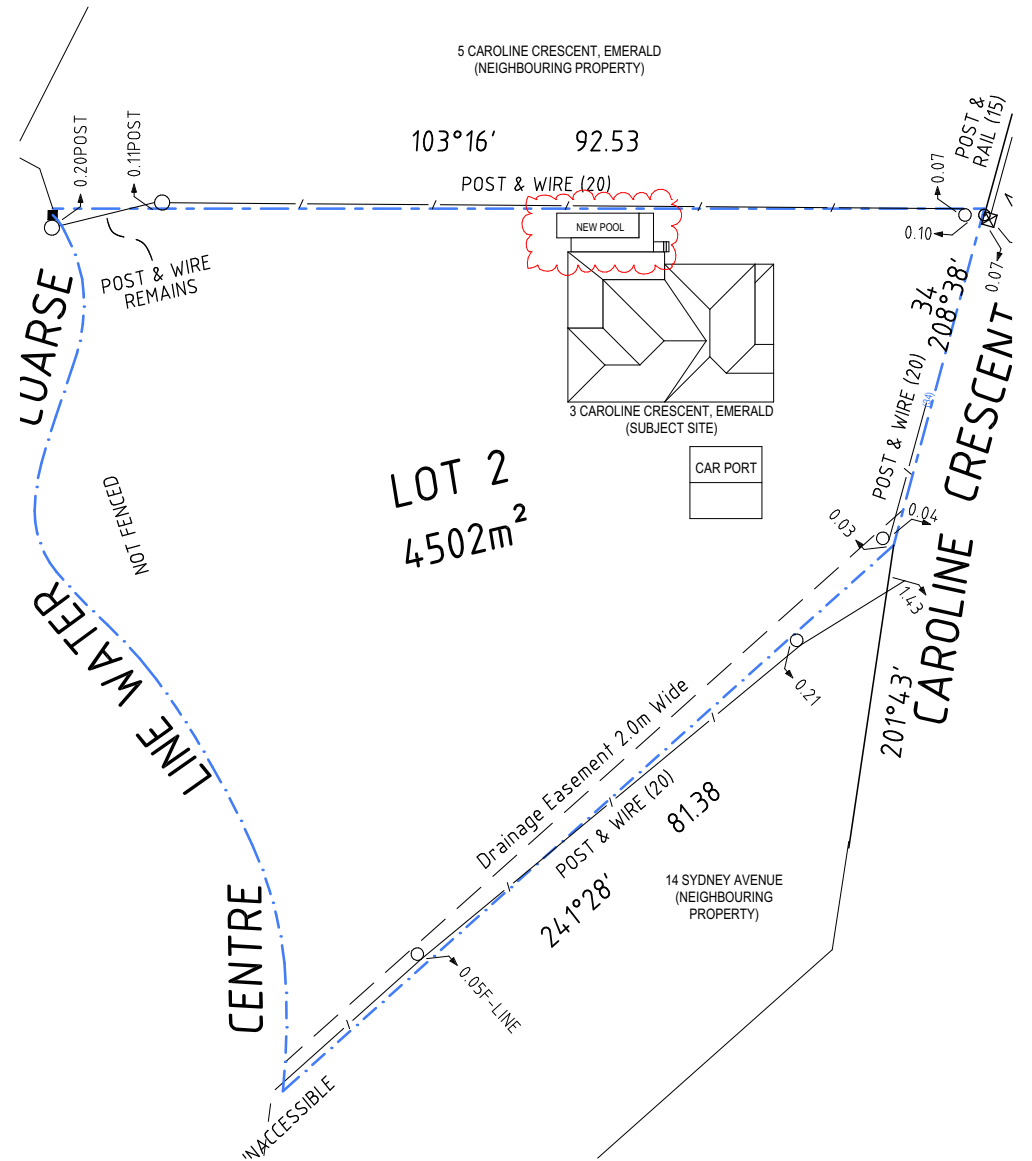 5 CAROLINE CRESCENT, EMERALD
(NEIGHBOURING PROPERTY)
103°16' 92.53
POST & WIRE (20)
0.20POST
0.11POST
POST & WIRE
REMAINS
NEW POOL
0.07
0.10
POST &
RAIL (15)
0.07
34
208°38'
POST & WIRE (20)
(34)
3 CAROLINE CRESCENT, EMERALD
(SUBJECT SITE)
CAR PORT
LOT 2
4502m²
NOT FENCED
LUARSE
WATER
LINE
CENTRE
CAROLINE CRESCENT
0.03
0.04
1.43
0.21
201°43'
Drainage Easement 2.0m Wide
POST & WIRE (20)
81.38
241°28'
14 SYDNEY AVENUE
(NEIGHBOURING
PROPERTY)
0.05F-LINE
INACCESSIBLE